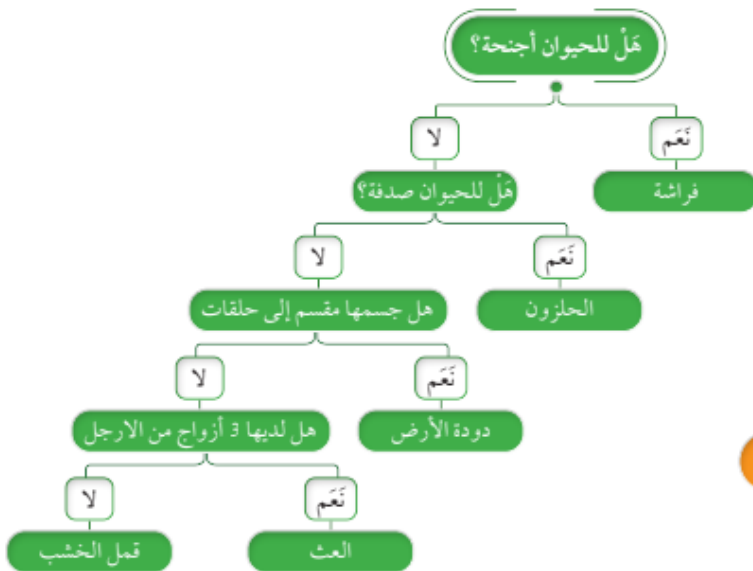 هَلْ للحيوان أجنحة؟
نَعَم
لا
فراشة
هَلْ للحيوان صدفة؟
نَعَم
لا
الحلزون
هل جسمها مقسم إلى حلقات
نَعَم
لا
دودة الأرض
هل لديها 3 أزواج من الارجل
نَعَم
لا
العث
قمل الخشب